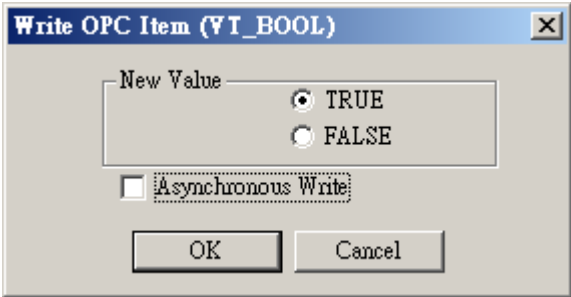 Write OPC Item (VT_BOOL)
New Value
TRUE
FALSE
Asynchronous Write
OK
Cancel